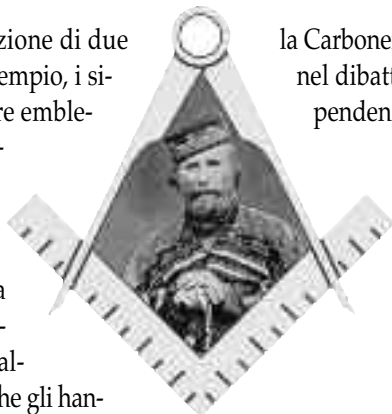 zione di due
empio, i si-
re emble-
-
a
-
al-
he gli han-
la Carbone
nel dibatt
penden